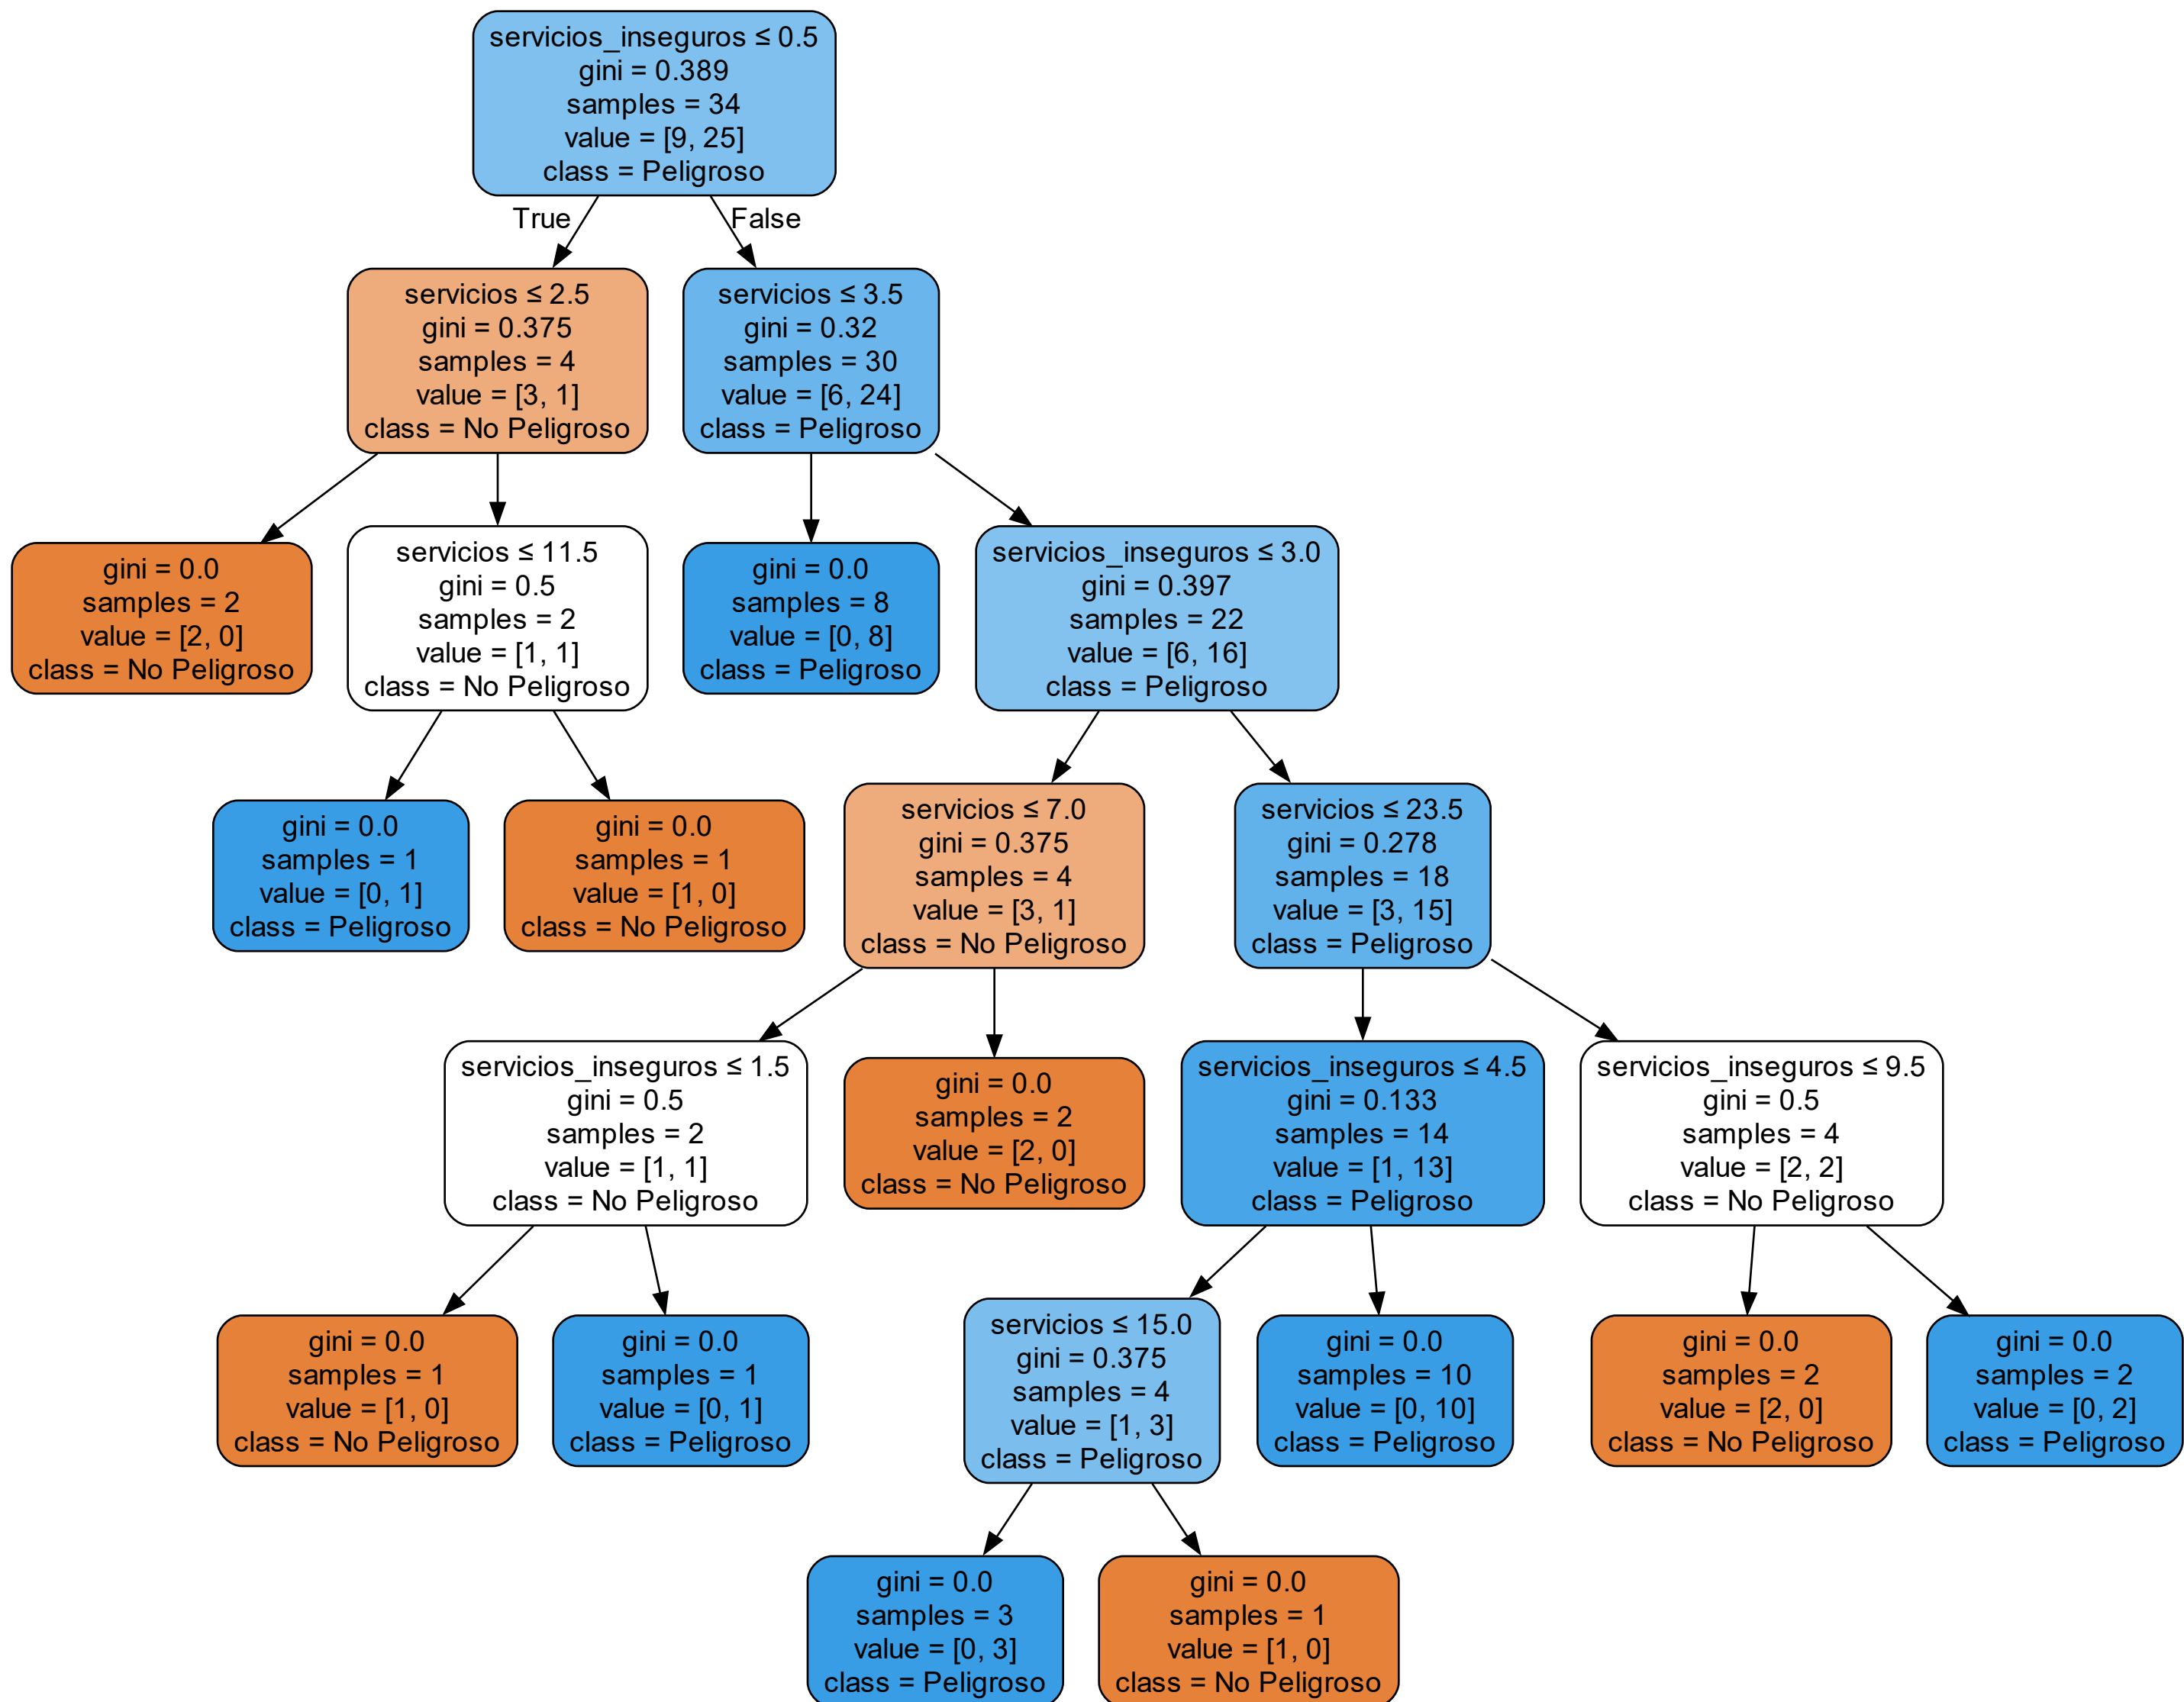 servicios_inseguros ≤ 0.5
gini = 0.389
samples = 34
value = [9, 25]
class = Peligroso
True
False
servicios ≤ 2.5
gini = 0.375
samples = 4
value = [3, 1]
class = No Peligroso
servicios ≤ 3.5
gini = 0.32
samples = 30
value = [6, 24]
class = Peligroso
gini = 0.0
samples = 2
value = [2, 0]
class = No Peligroso
servicios ≤ 11.5
gini = 0.5
samples = 2
value = [1, 1]
class = No Peligroso
gini = 0.0
samples = 8
value = [0, 8]
class = Peligroso
servicios_inseguros ≤ 3.0
gini = 0.397
samples = 22
value = [6, 16]
class = Peligroso
gini = 0.0
samples = 1
value = [0, 1]
class = Peligroso
gini = 0.0
samples = 1
value = [1, 0]
class = No Peligroso
servicios ≤ 7.0
gini = 0.375
samples = 4
value = [3, 1]
class = No Peligroso
servicios ≤ 23.5
gini = 0.278
samples = 18
value = [3, 15]
class = Peligroso
servicios_inseguros ≤ 1.5
gini = 0.5
samples = 2
value = [1, 1]
class = No Peligroso
gini = 0.0
samples = 2
value = [2, 0]
class = No Peligroso
servicios_inseguros ≤ 4.5
gini = 0.133
samples = 14
value = [1, 13]
class = Peligroso
servicios_inseguros ≤ 9.5
gini = 0.5
samples = 4
value = [2, 2]
class = No Peligroso
gini = 0.0
samples = 1
value = [1, 0]
class = No Peligroso
gini = 0.0
samples = 1
value = [0, 1]
class = Peligroso
servicios ≤ 15.0
gini = 0.375
samples = 4
value = [1, 3]
class = Peligroso
gini = 0.0
samples = 10
value = [0, 10]
class = Peligroso
gini = 0.0
samples = 2
value = [2, 0]
class = No Peligroso
gini = 0.0
samples = 2
value = [0, 2]
class = Peligroso
gini = 0.0
samples = 3
value = [0, 3]
class = Peligroso
gini = 0.0
samples = 1
value = [1, 0]
class = No Peligroso